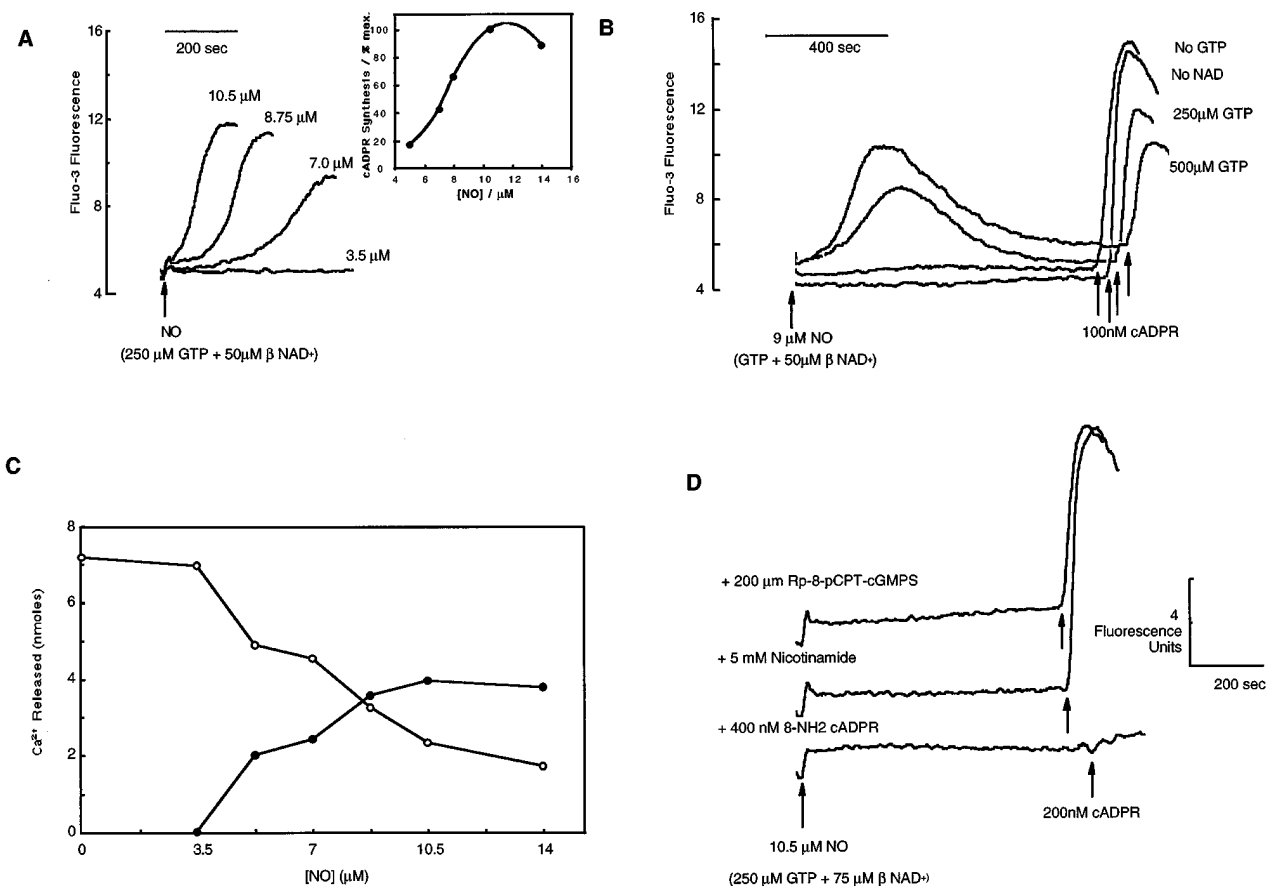 A
16
12
8
4
Fluo-3 Fluorescence
200 sec
10.5 µM
8.75 µM
7.0 µM
3.5 µM
NO
(250 µM GTP + 50µM β NAD+)
cADPR Synthesis / % max.
100
80
60
40
20
0
4 6 8 10 12 14 16
[NO] / µM
B
16
12
8
4
Fluo-3 Fluorescence
400 sec
No GTP
No NAD
250µM GTP
500µM GTP
100nM cADPR
9 µM NO
(GTP + 50µM β NAD+)
C
8
6
4
2
0
Ca²⁺ Released (nmoles)
0 3.5 7 10.5 14
[NO] (µM)
D
+ 200 µm Rp-8-pCPT-cGMPS
+ 5 mM Nicotinamide
+ 400 nM 8-NH2 cADPR
4
Fluorescence
Units
200 sec
200nM cADPR
10.5 µM NO
(250 µM GTP + 75 µM β NAD+)